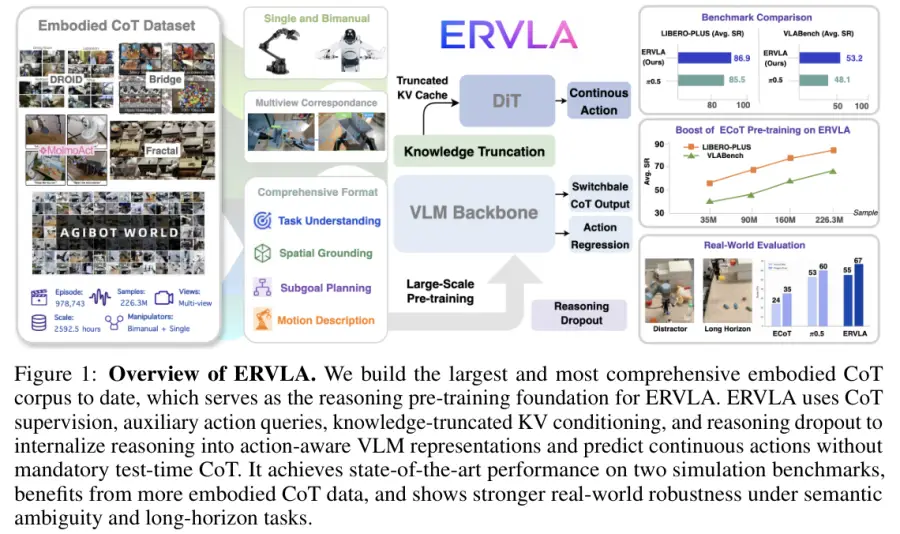 Embodied CoT Dataset
DROiD
Bridge
MolmoAct
Fractal
AGIBOT WORLD
Episode:
978,743
Samples:
226.3M
Views:
Multi-view
Scale:
2592.5 hours
Manipulators:
Bimanual + Single
Single and Bimanual
Multiview Correspondance
Comprehensive Format
Task Understanding
Spatial Grounding
Subgoal Planning
Motion Description
ERVLA
Truncated
KV Cache
DiT
Continous
Action
Knowledge Truncation
VLM Backbone
Switchbale
CoT Output
Action
Regression
Large-Scale
Pre-training
Reasoning
Dropout
Benchmark Comparison
LIBERO-PLUS (Avg. SR)
VLABench (Avg. SR)
ERVLA
(Ours)
86.9
π0.5
85.5
80
100
ERVLA
(Ours)
53.2
π0.5
48.1
50
100
Boost of ECoT Pre-training on ERVLA
LIBERO-PLUS
VLABench
Avg. SR
90
70
50
30
35M
90M
160M
226.3M
Sample
Real-World Evaluation
Distractor
Long Horizon
24
35
53
60
55
67
ECoT
π0.5
ERVLA
Figure 1: Overview of ERVLA. We build the largest and most comprehensive embodied CoT
corpus to date, which serves as the reasoning pre-training foundation for ERVLA. ERVLA uses CoT
supervision, auxiliary action queries, knowledge-truncated KV conditioning, and reasoning dropout to
internalize reasoning into action-aware VLM representations and predict continuous actions without
mandatory test-time CoT. It achieves state-of-the-art performance on two simulation benchmarks,
benefits from more embodied CoT data, and shows stronger real-world robustness under semantic
ambiguity and long-horizon tasks.